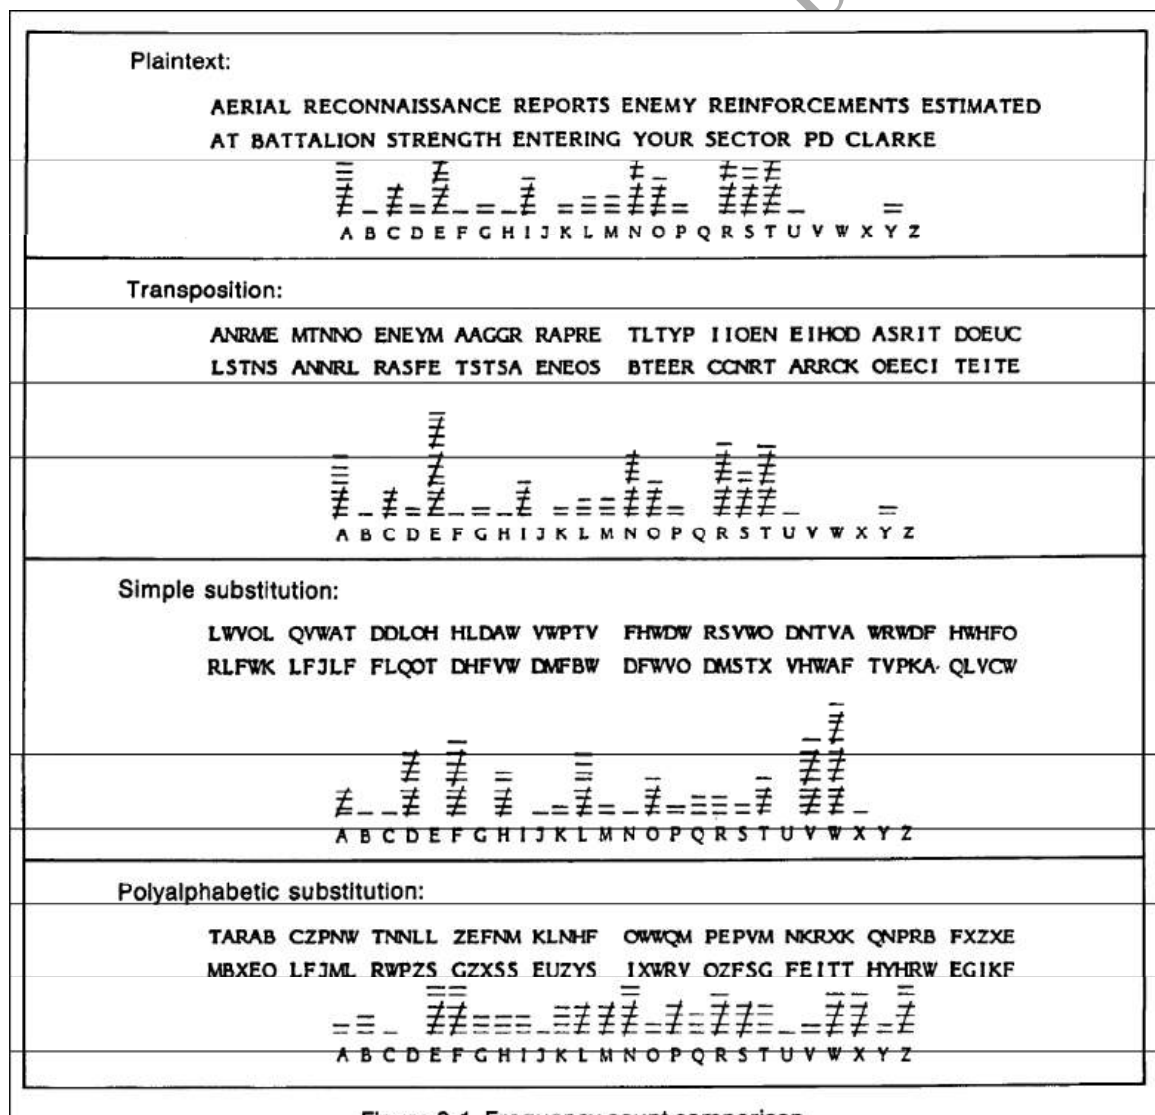 Plaintext:
AERIAL RECONNAISSANCE REPORTS ENEMY REINFORCEMENTS ESTIMATED
AT BATTALION STRENGTH ENTERING YOUR SECTOR PD CLARKE
A B C D E F G H I J K L M N O P Q R S T U V W X Y Z
Transposition:
ANRME MTNNO ENEYM AAGGR RAPRE TLTYP IIOEN EIHOD ASRIT DOEUC
LSTNS ANNRL RASFE TSTSA ENEOS BTEER CCNRT ARRCK OEECI TEITE
A B C D E F G H I J K L M N O P Q R S T U V W X Y Z
Simple substitution:
LWVOL QVWAT DDLOH HLDAW VWPTV FHWDW RSVWO DNTVA WRWDF HWHFO
RLFWK LFJLF FLQOT DHFVW DMFBW DFWVO DMSTX VHWAF TVPKA QLVCW
A B C D E F G H I J K L M N O P Q R S T U V W X Y Z
Polyalphabetic substitution:
TARAB CZPNW TNNLL ZEFNM KLNHF OWWQM PEPVM NKRXK QNPRB FXZXE
MBXEO LFJML RWPZS GZXSS EUZYS IXWRV OZFSG FEITT HYHRW EGIKF
A B C D E F G H I J K L M N O P Q R S T U V W X Y Z